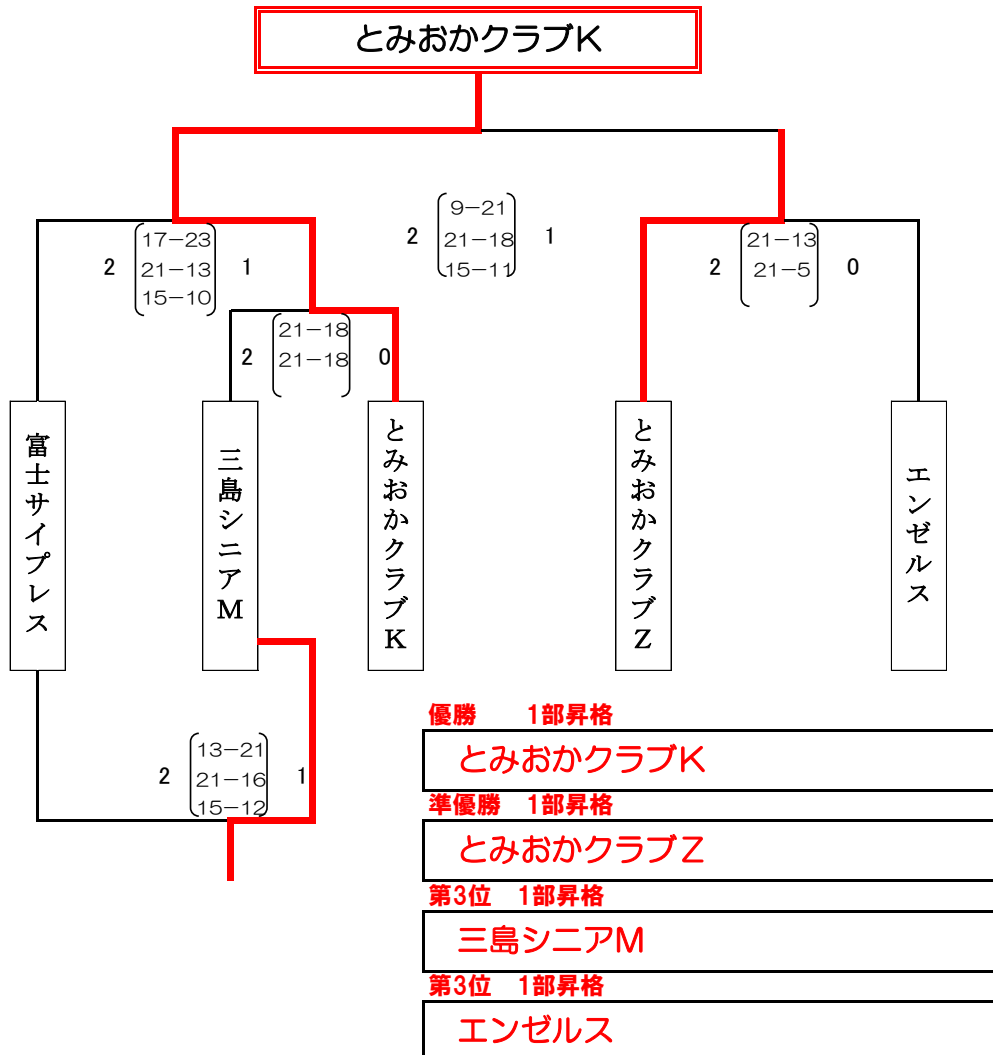 とみおかクラブK
9-21
2 21-18 1
15-11
17-23
2 21-13 1
15-10
21-13
2 21-5 0
21-18
2 21-18 0
富士サイプレス
三島シニアM
とみおかクラブK
とみおかクラブZ
エンゼルス
13-21
2 21-16 1
15-12
優勝 1部昇格
とみおかクラブK
準優勝 1部昇格
とみおかクラブZ
第3位 1部昇格
三島シニアM
第3位 1部昇格
エンゼルス